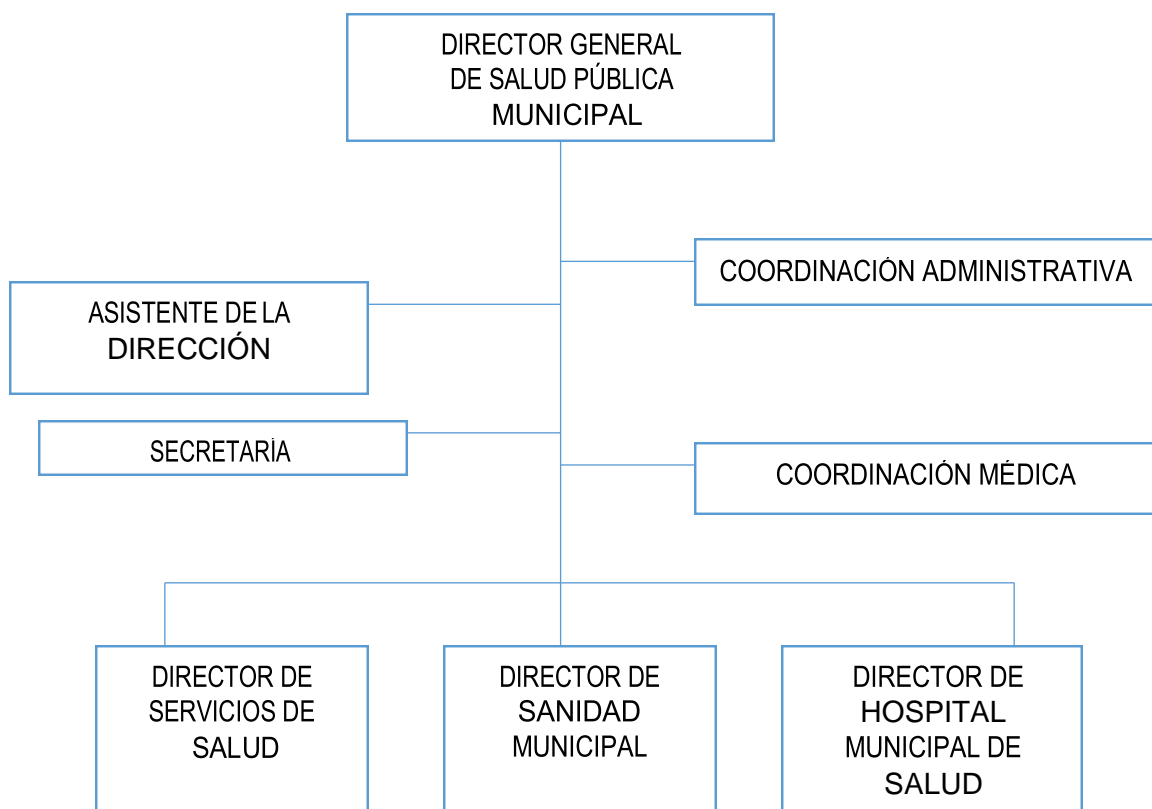 DIRECTOR GENERAL
DE SALUD PÚBLICA
MUNICIPAL
COORDINACIÓN ADMINISTRATIVA
ASISTENTE DE LA
DIRECCIÓN
SECRETARÍA
COORDINACIÓN MÉDICA
DIRECTOR DE
SERVICIOS DE
SALUD
DIRECTOR DE
SANIDAD
MUNICIPAL
DIRECTOR DE
HOSPITAL
MUNICIPAL DE
SALUD